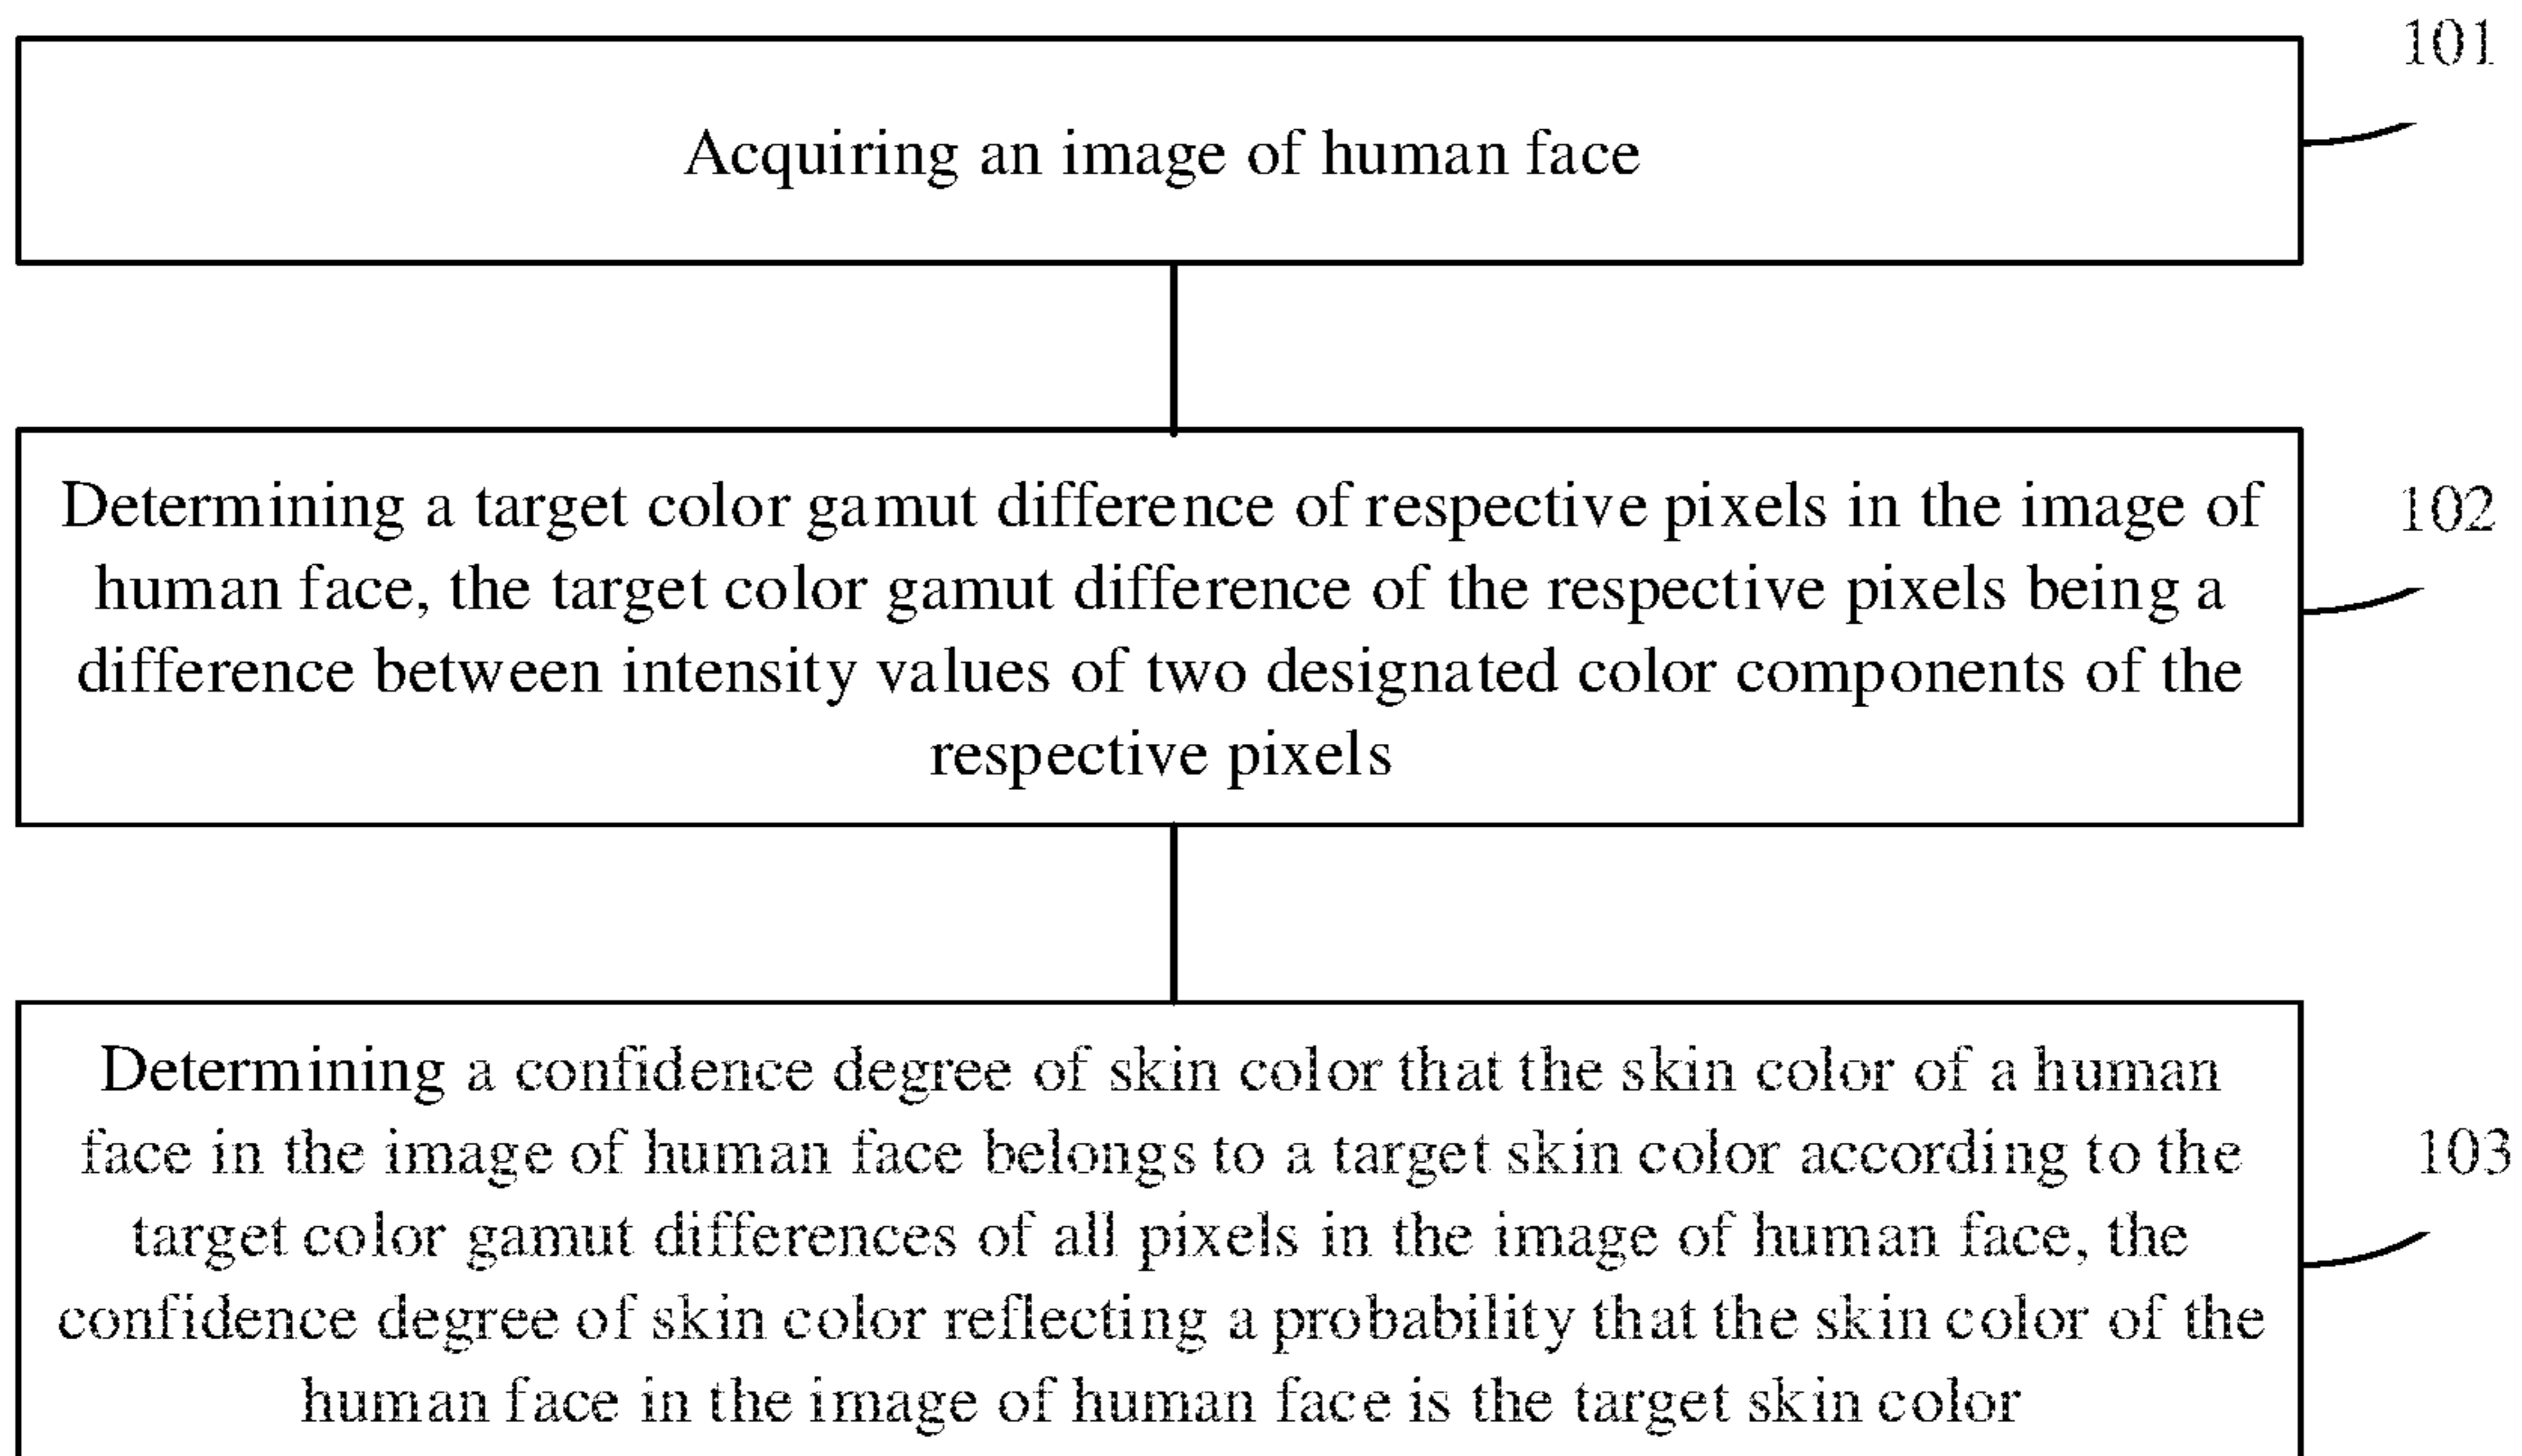 101
Acquiring an image of human face
Determining a target color gamut difference of respective pixels in the image of
102
human face, the target color gamut difference of the respective pixels being a
difference between intensity values of two designated color components of the
respective pixels
Determining a confidence degree of skin color that the skin color of a human
face in the image of human face belongs to a target skin color according to the
103
target color gamut differences of all pixels in the image of human face, the
confidence degree of skin color reflecting a probability that the skin color of the
human face in the image of human face is the target skin color